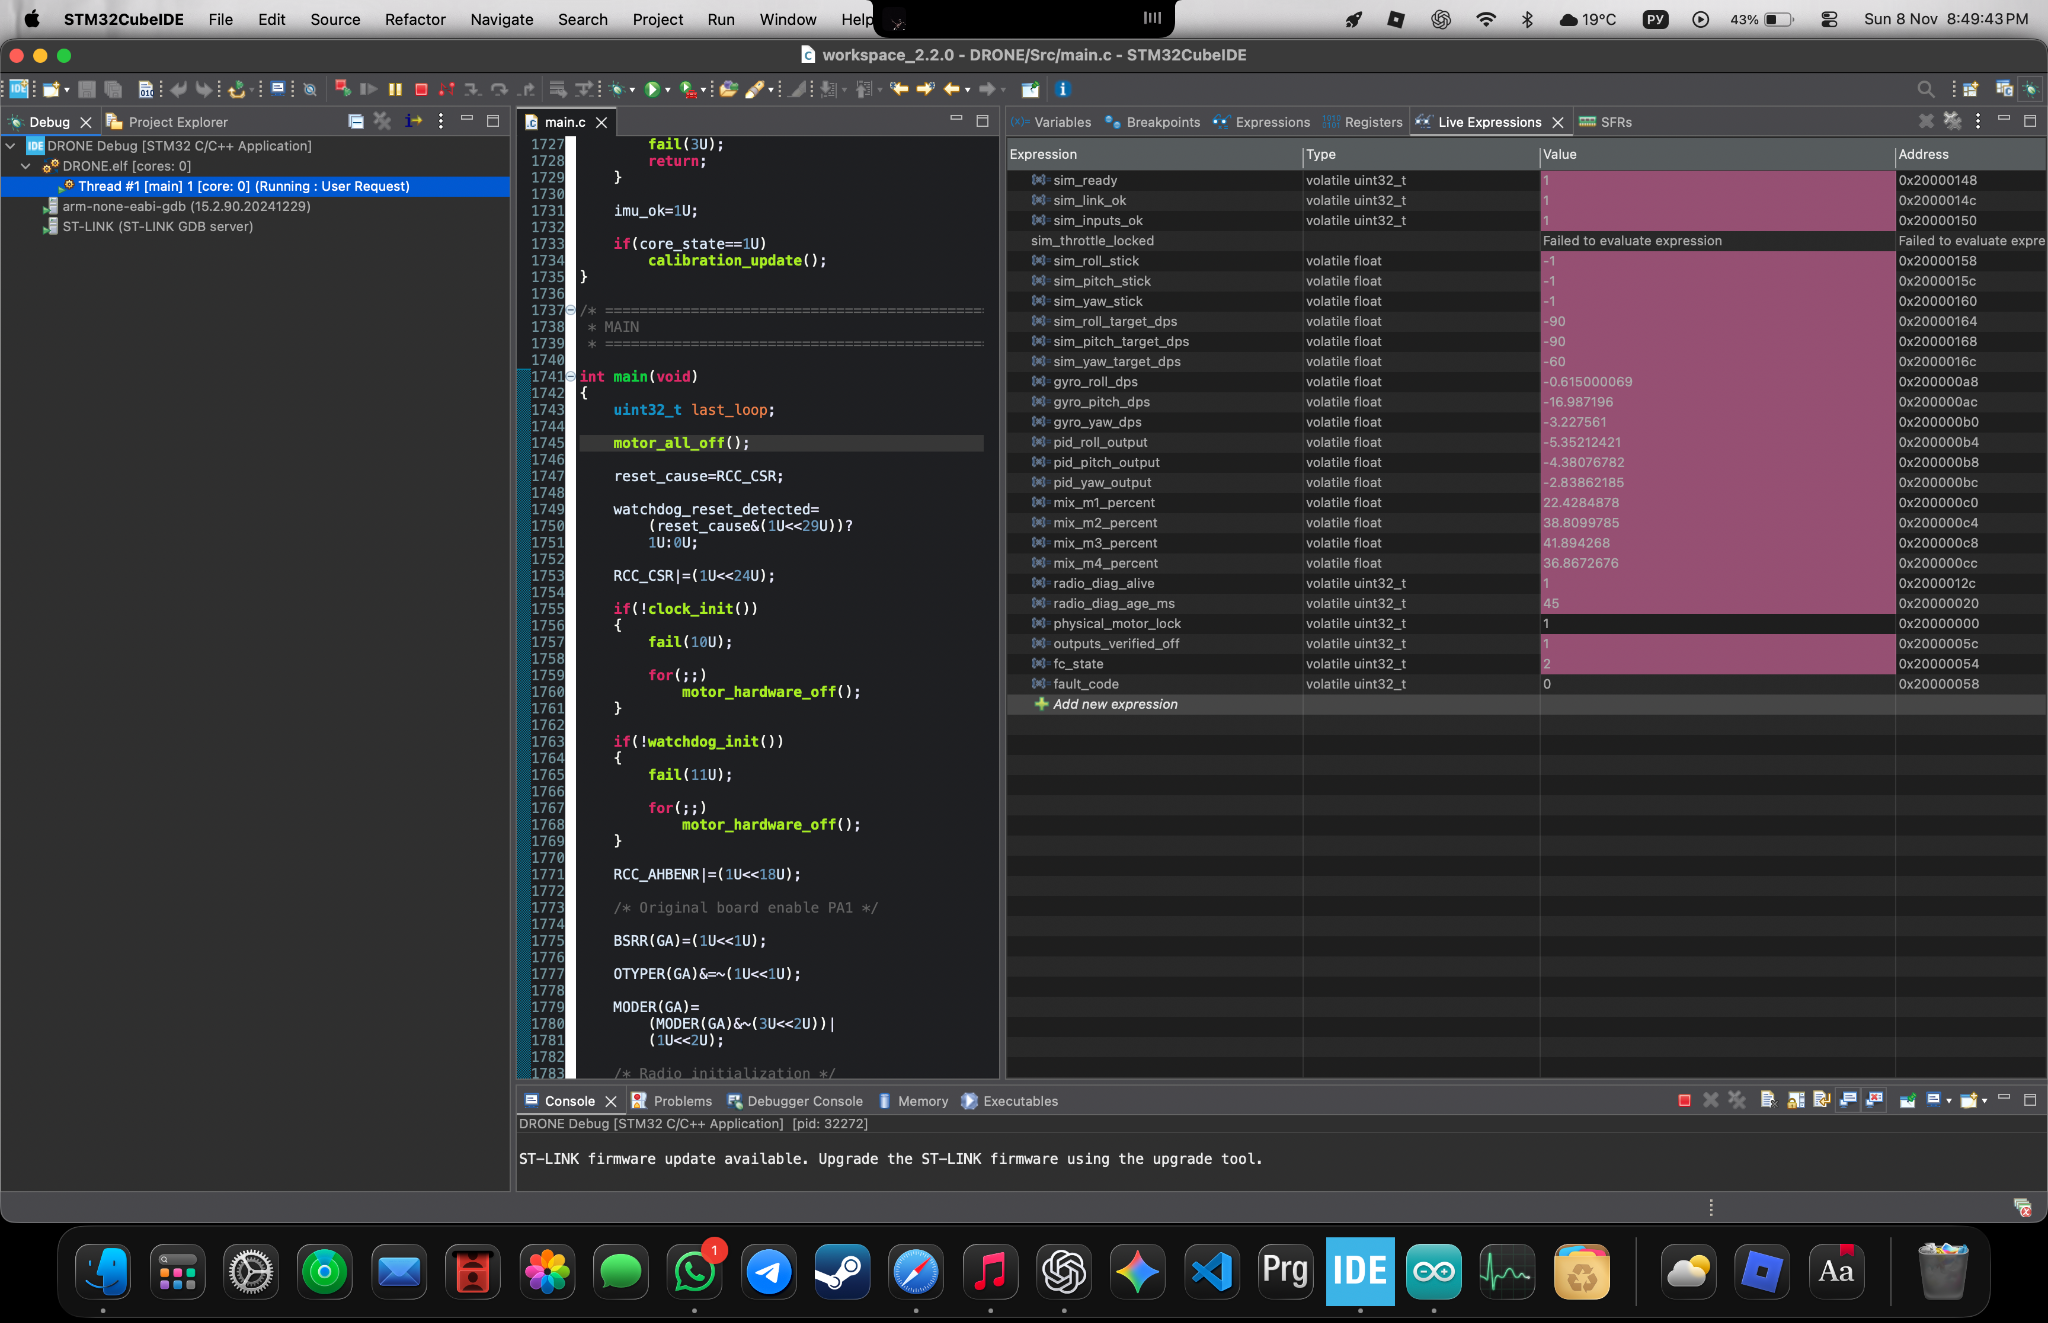 STM32CubeIDE File Edit Source Refactor Navigate Search Project Run Window Help 19°C РУ 43% Sun 8 Nov 8:49:43 PM
workspace_2.2.0 - DRONE/Src/main.c - STM32CubeIDE
Debug Project Explorer
IDE DRONE Debug [STM32 C/C++ Application]
DRONE.elf [cores: 0]
Thread #1 [main] 1 [core: 0] (Running : User Request)
arm-none-eabi-gdb (15.2.90.20241229)
ST-LINK (ST-LINK GDB server)
main.c
1727 fail(3U);
1728 return;
1729 }
1730
1731 imu_ok=1U;
1732
1733 if(core_state==1U)
1734 calibration_update();
1735 }
1736
1737 /* ============================================
1738 * MAIN
1739 * ============================================
1740
1741 int main(void)
1742 {
1743 uint32_t last_loop;
1744
1745 motor_all_off();
1746
1747 reset_cause=RCC_CSR;
1748
1749 watchdog_reset_detected=
1750 (reset_cause&(1U<<29U))?
1751 1U:0U;
1752
1753 RCC_CSR|=(1U<<24U);
1754
1755 if(!clock_init())
1756 {
1757 fail(10U);
1758
1759 for(;;)
1760 motor_hardware_off();
1761 }
1762
1763 if(!watchdog_init())
1764 {
1765 fail(11U);
1766
1767 for(;;)
1768 motor_hardware_off();
1769 }
1770
1771 RCC_AHBENR|=(1U<<18U);
1772
1773 /* Original board enable PA1 */
1774
1775 BSRR(GA)=(1U<<1U);
1776
1777 OTYPER(GA)&=~(1U<<1U);
1778
1779 MODER(GA)=
1780 (MODER(GA)&~(3U<<2U))|
1781 (1U<<2U);
1782
1783 /* Radio initialization */
Variables Breakpoints Expressions Registers Live Expressions SFRs
Expression Type Value Address
sim_ready volatile uint32_t 1 0x20000148
sim_link_ok volatile uint32_t 1 0x2000014c
sim_inputs_ok volatile uint32_t 1 0x20000150
sim_throttle_locked Failed to evaluate expression Failed to evaluate expre
sim_roll_stick volatile float -1 0x20000158
sim_pitch_stick volatile float -1 0x2000015c
sim_yaw_stick volatile float -1 0x20000160
sim_roll_target_dps volatile float -90 0x20000164
sim_pitch_target_dps volatile float -90 0x20000168
sim_yaw_target_dps volatile float -60 0x2000016c
gyro_roll_dps volatile float -0.615000069 0x200000a8
gyro_pitch_dps volatile float -16.987196 0x200000ac
gyro_yaw_dps volatile float -3.227561 0x200000b0
pid_roll_output volatile float -5.35212421 0x200000b4
pid_pitch_output volatile float -4.38076782 0x200000b8
pid_yaw_output volatile float -2.83862185 0x200000bc
mix_m1_percent volatile float 22.4284878 0x200000c0
mix_m2_percent volatile float 38.8099785 0x200000c4
mix_m3_percent volatile float 41.894268 0x200000c8
mix_m4_percent volatile float 36.8672676 0x200000cc
radio_diag_alive volatile uint32_t 1 0x2000012c
radio_diag_age_ms volatile uint32_t 45 0x20000020
physical_motor_lock volatile uint32_t 1 0x20000000
outputs_verified_off volatile uint32_t 1 0x2000005c
fc_state volatile uint32_t 2 0x20000054
fault_code volatile uint32_t 0 0x20000058
Add new expression
Console Problems Debugger Console Memory Executables
DRONE Debug [STM32 C/C++ Application] [pid: 32272]
ST-LINK firmware update available. Upgrade the ST-LINK firmware using the upgrade tool.
1
Prg IDE Aa